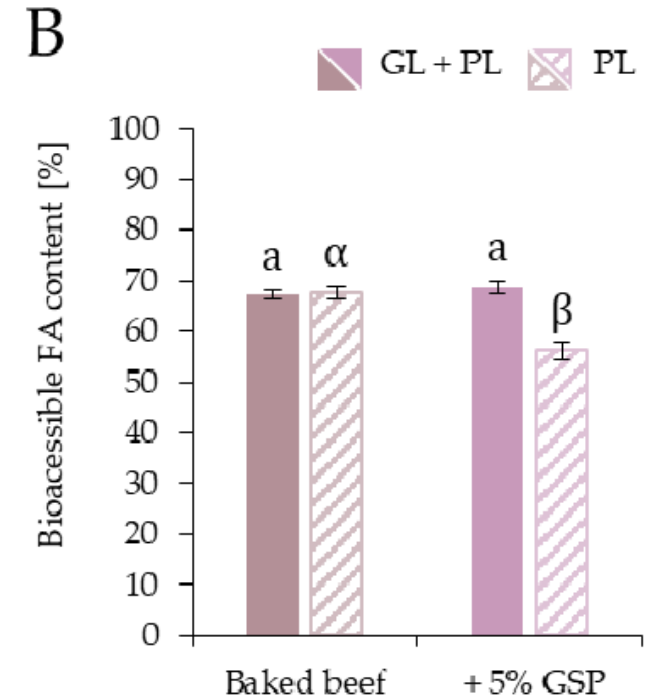 B
GL + PL PL
Bioacessible FA content [%]
100
90
80
70
60
50
40
30
20
10
0
a α a β
Baked beef + 5% GSP